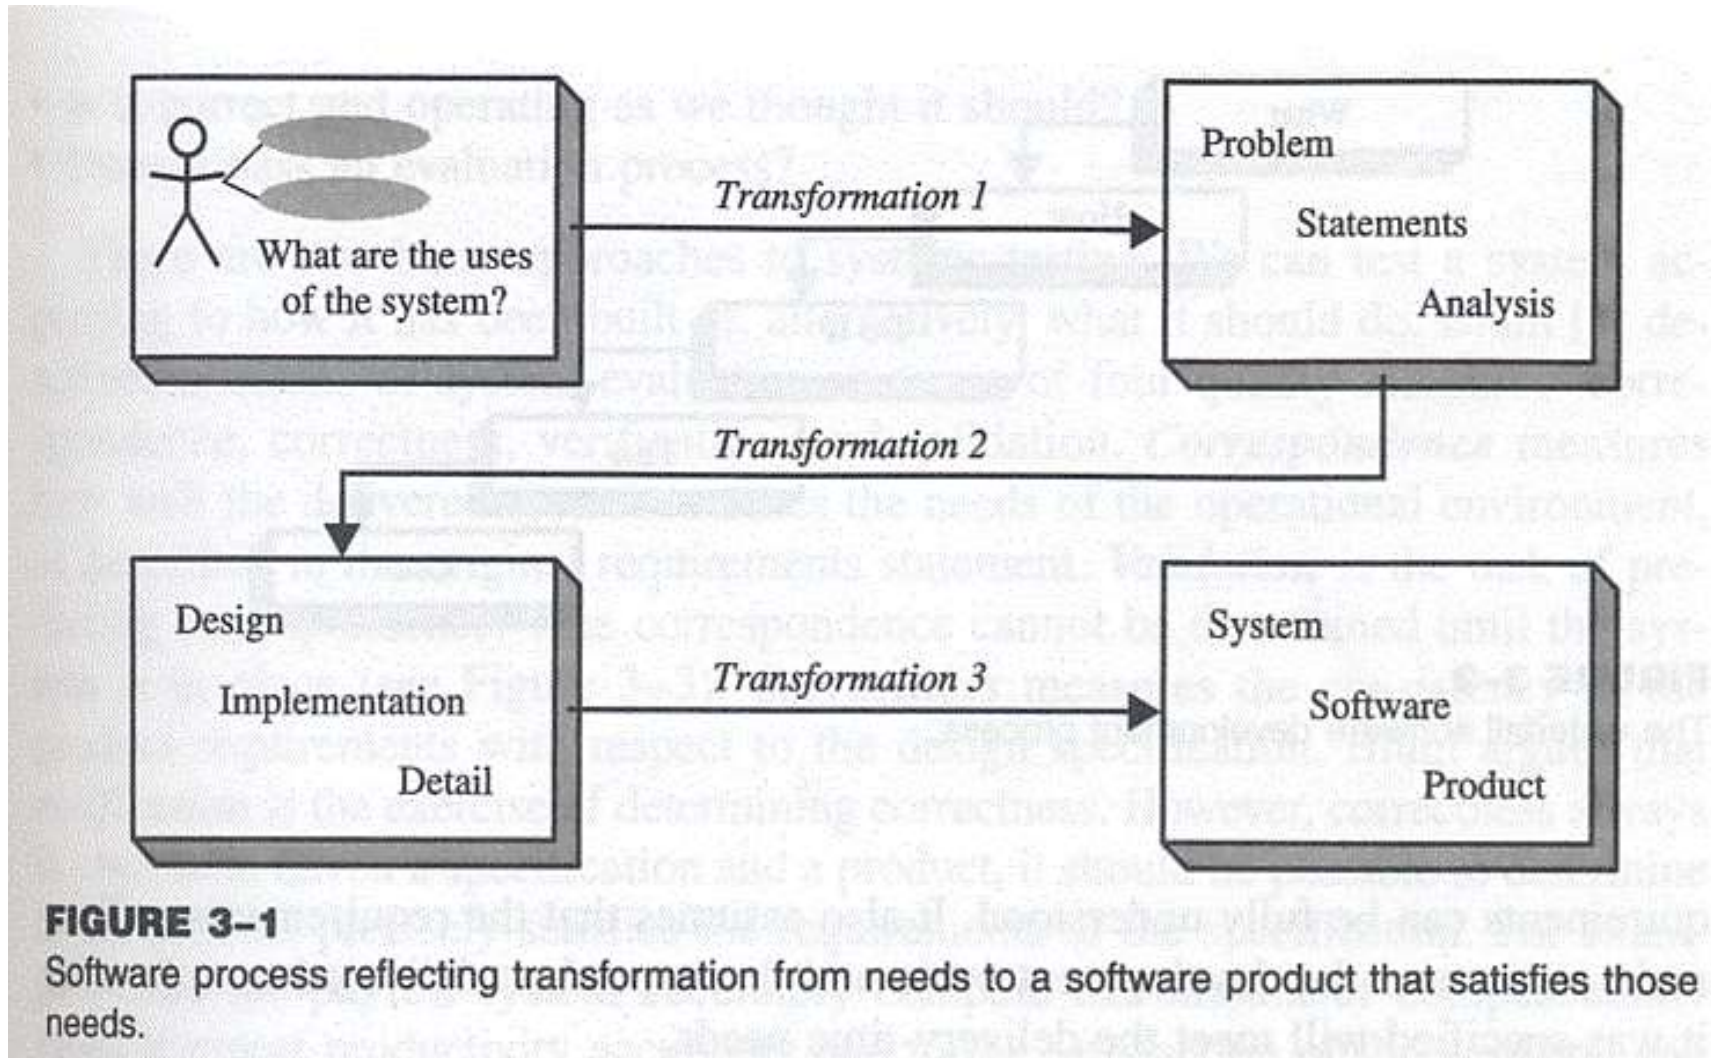 What are the uses
of the system?
Transformation 1
Problem
Statements
Analysis
Transformation 2
Design
Implementation
Detail
Transformation 3
System
Software
Product
FIGURE 3–1
Software process reflecting transformation from needs to a software product that satisfies those
needs.